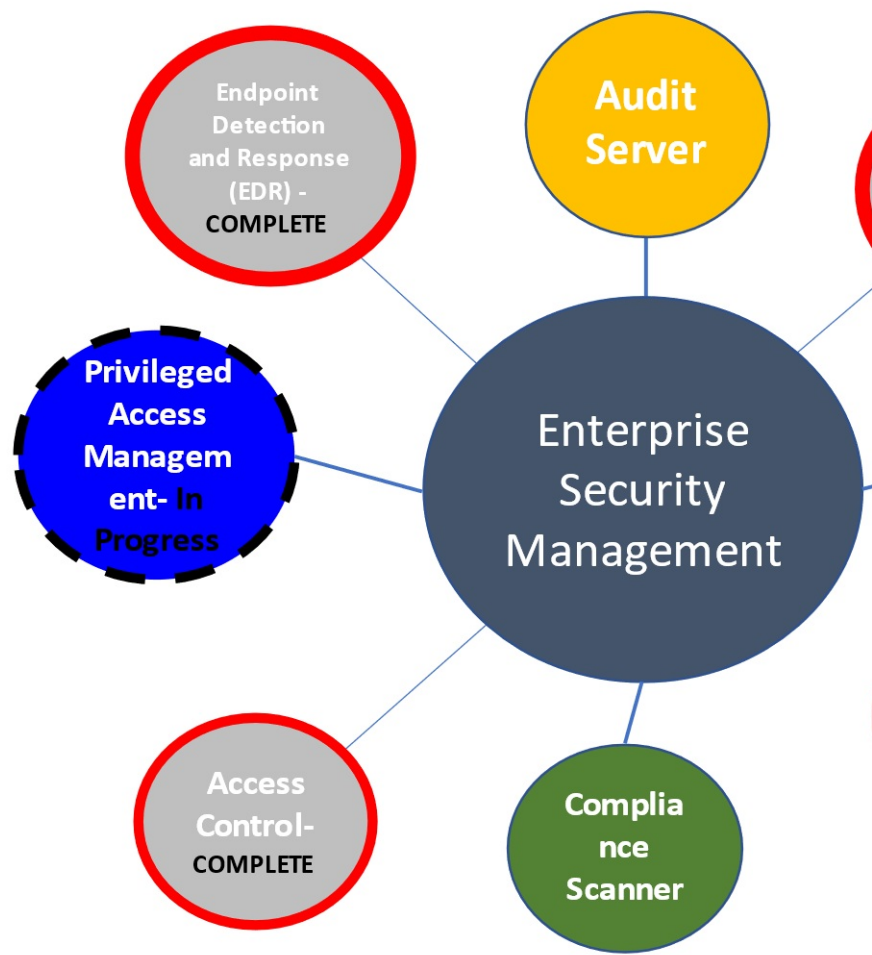 Endpoint
Detection
and Response
(EDR) -
COMPLETE
Audit
Server
Privileged
Access
Managem
ent- In
Progress
Enterprise
Security
Management
Access
Control-
COMPLETE
Complia
nce
Scanner